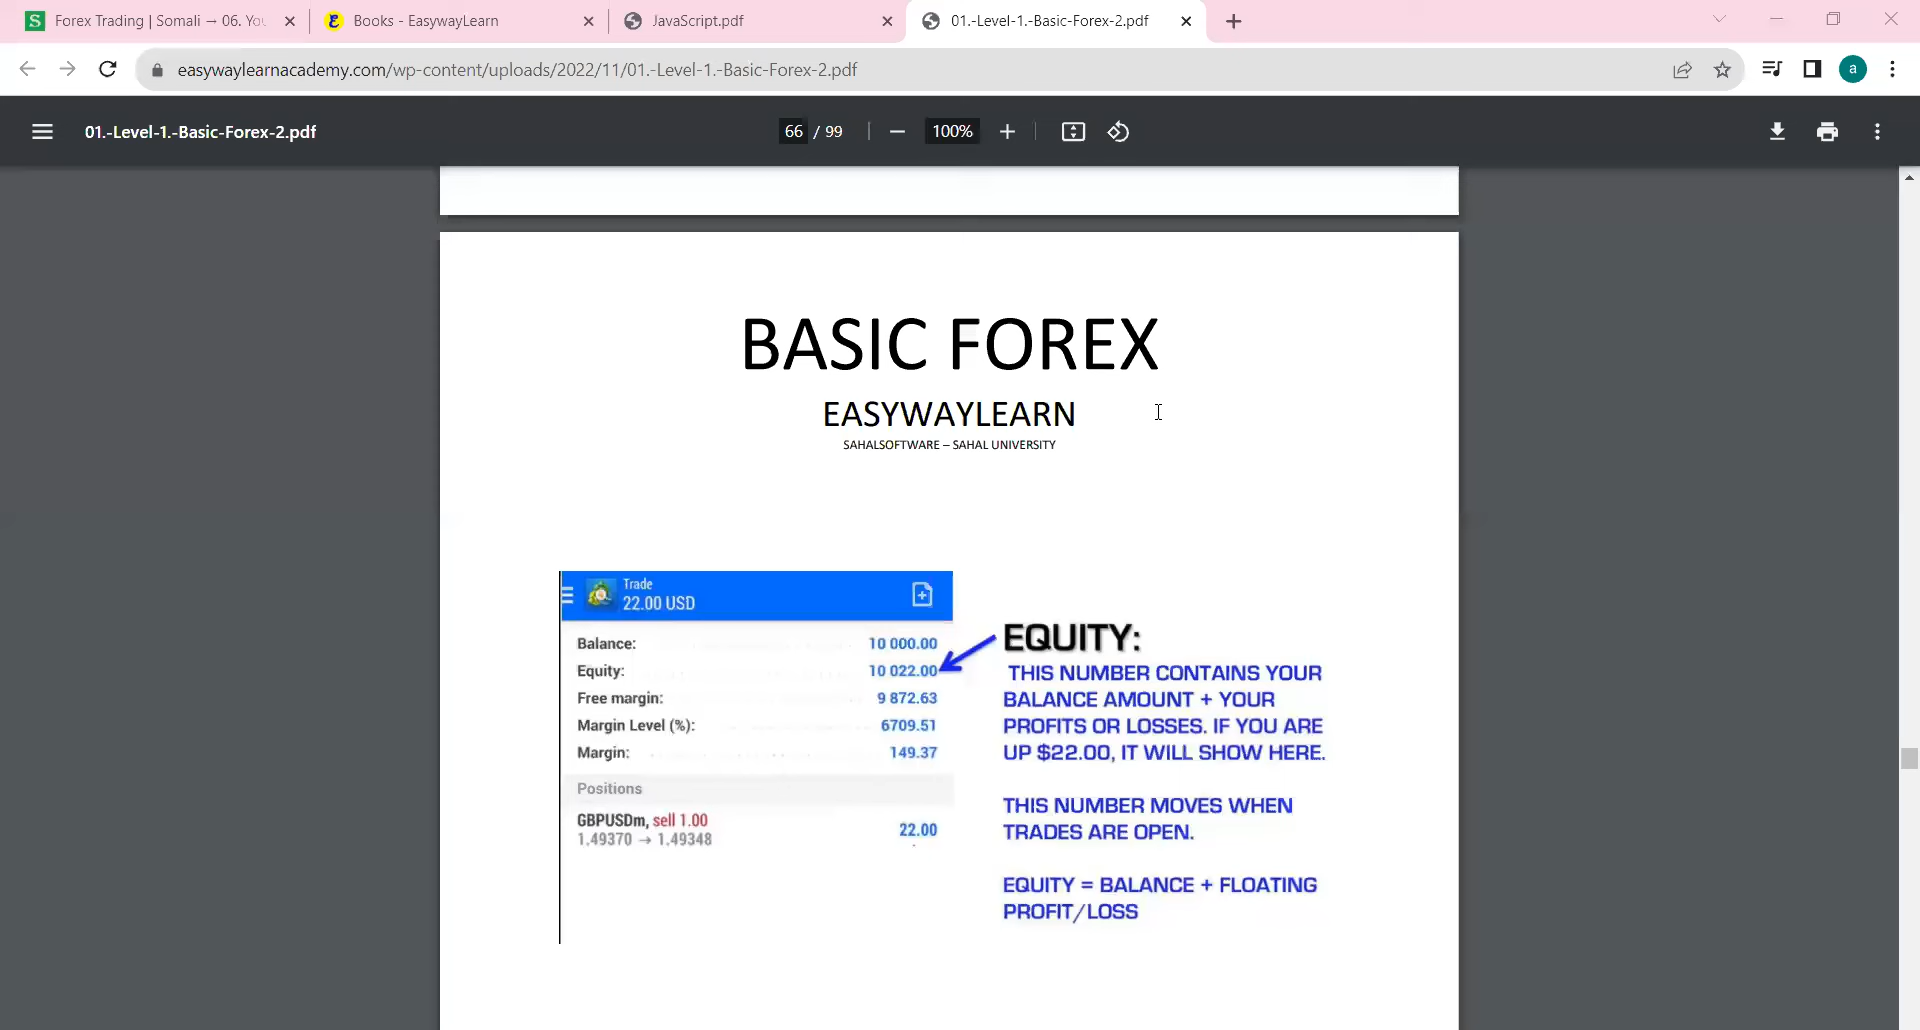 Forex Trading | Somali → 06. You
Books - EasywayLearn
JavaScript.pdf
01.-Level-1.-Basic-Forex-2.pdf
easywaylearnacademy.com/wp-content/uploads/2022/11/01.-Level-1.-Basic-Forex-2.pdf
a
01.-Level-1.-Basic-Forex-2.pdf
66 / 99
100%
BASIC FOREX
EASYWAYLEARN
SAHALSOFTWARE – SAHAL UNIVERSITY
Trade
22.00 USD
Balance: 10 000.00
Equity: 10 022.00
Free margin: 9 872.63
Margin Level (%): 6709.51
Margin: 149.37
Positions
GBPUSDm, sell 1.00
1.49370 → 1.49348
22.00
EQUITY:
THIS NUMBER CONTAINS YOUR
BALANCE AMOUNT + YOUR
PROFITS OR LOSSES. IF YOU ARE
UP $22.00, IT WILL SHOW HERE.
THIS NUMBER MOVES WHEN
TRADES ARE OPEN.
EQUITY = BALANCE + FLOATING
PROFIT/LOSS